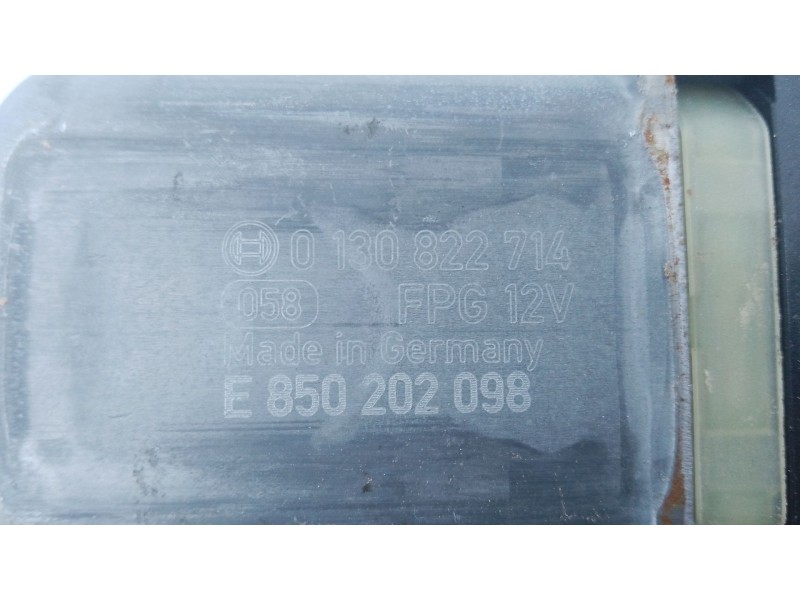 0 130 822 714
058 FPG 12V
Made in Germany
E 850 202 098